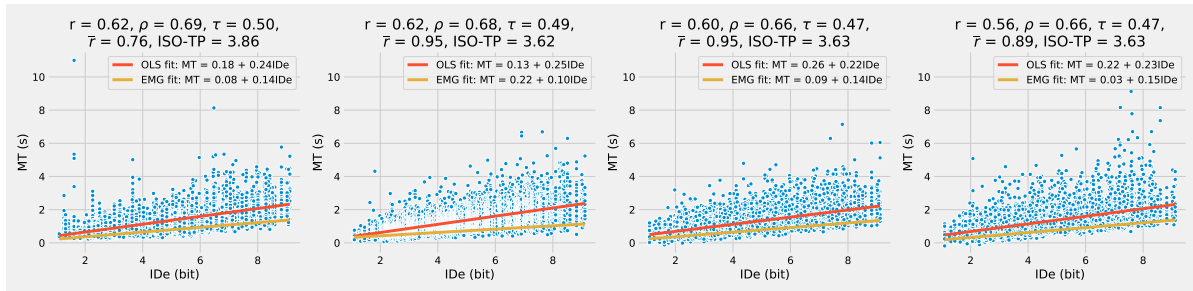 r = 0.62, ρ = 0.69, τ = 0.50,
r̄ = 0.76, ISO-TP = 3.86
OLS fit: MT = 0.18 + 0.24IDe
EMG fit: MT = 0.08 + 0.14IDe
10
8
6
4
2
0
MT (s)
2 4 6 8
IDe (bit)
r = 0.62, ρ = 0.68, τ = 0.49,
r̄ = 0.95, ISO-TP = 3.62
OLS fit: MT = 0.13 + 0.25IDe
EMG fit: MT = 0.22 + 0.10IDe
10
8
6
4
2
0
MT (s)
2 4 6 8
IDe (bit)
r = 0.60, ρ = 0.66, τ = 0.47,
r̄ = 0.95, ISO-TP = 3.63
OLS fit: MT = 0.26 + 0.22IDe
EMG fit: MT = 0.09 + 0.14IDe
10
8
6
4
2
0
MT (s)
2 4 6 8
IDe (bit)
r = 0.56, ρ = 0.66, τ = 0.47,
r̄ = 0.89, ISO-TP = 3.63
OLS fit: MT = 0.22 + 0.23IDe
EMG fit: MT = 0.03 + 0.15IDe
10
8
6
4
2
0
MT (s)
2 4 6 8
IDe (bit)